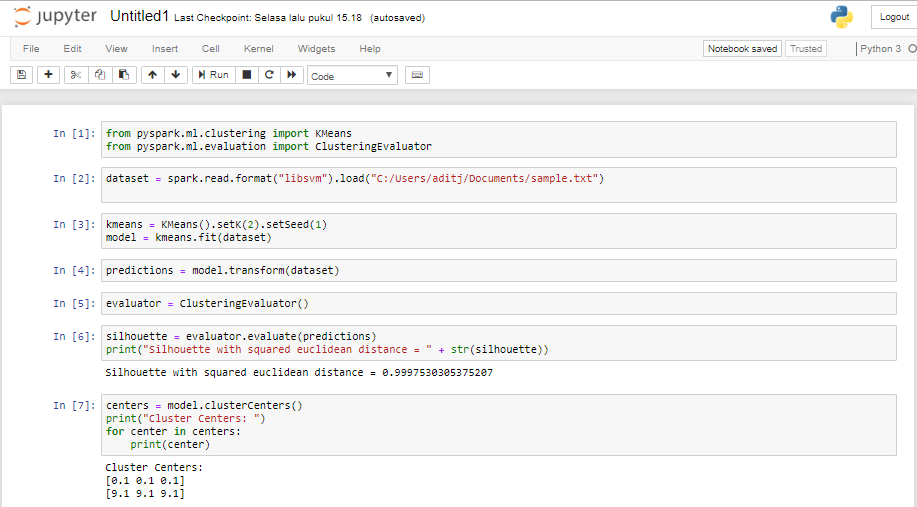 jupyter Untitled1 Last Checkpoint: Selasa lalu pukul 15.18 (autosaved) Logout
File Edit View Insert Cell Kernel Widgets Help Notebook saved Trusted Python 3
Run Code
In [1]: from pyspark.ml.clustering import KMeans
from pyspark.ml.evaluation import ClusteringEvaluator
In [2]: dataset = spark.read.format("libsvm").load("C:/Users/aditj/Documents/sample.txt")
In [3]: kmeans = KMeans().setK(2).setSeed(1)
model = kmeans.fit(dataset)
In [4]: predictions = model.transform(dataset)
In [5]: evaluator = ClusteringEvaluator()
In [6]: silhouette = evaluator.evaluate(predictions)
print("Silhouette with squared euclidean distance = " + str(silhouette))
Silhouette with squared euclidean distance = 0.9997530305375207
In [7]: centers = model.clusterCenters()
print("Cluster Centers: ")
for center in centers:
    print(center)
Cluster Centers:
[0.1 0.1 0.1]
[9.1 9.1 9.1]